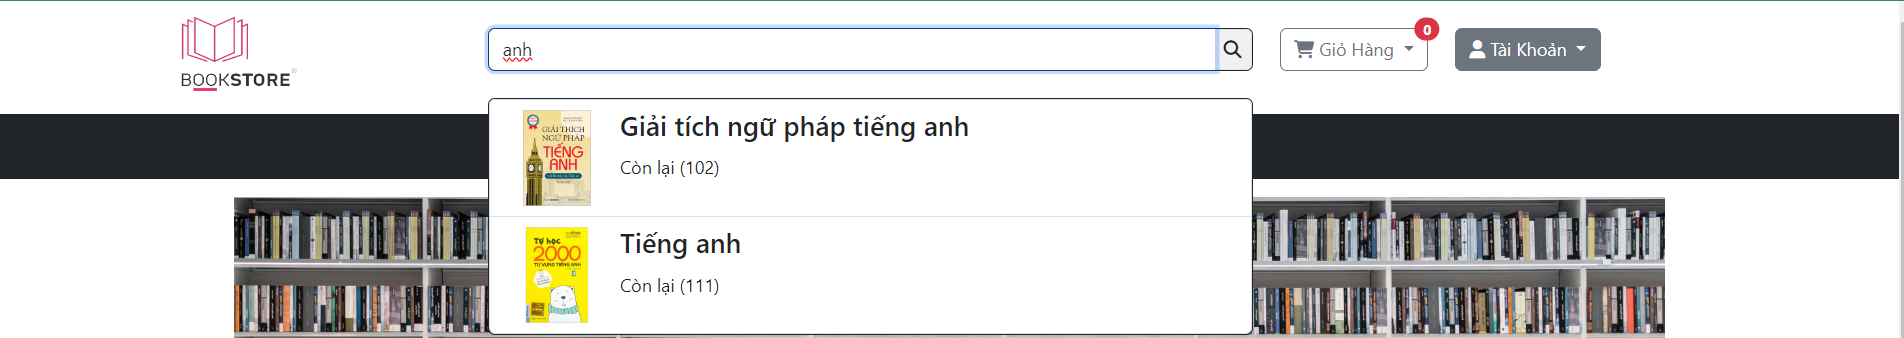 BOOKSTORE
anh
Giỏ Hàng
0
Tài Khoản
GIẢI THÍCH
NGỮ PHÁP
TIẾNG
ANH
Giải tích ngữ pháp tiếng anh
Còn lại (102)
TỰ HỌC
2000
TỪ VỰNG TIẾNG ANH
Tiếng anh
Còn lại (111)